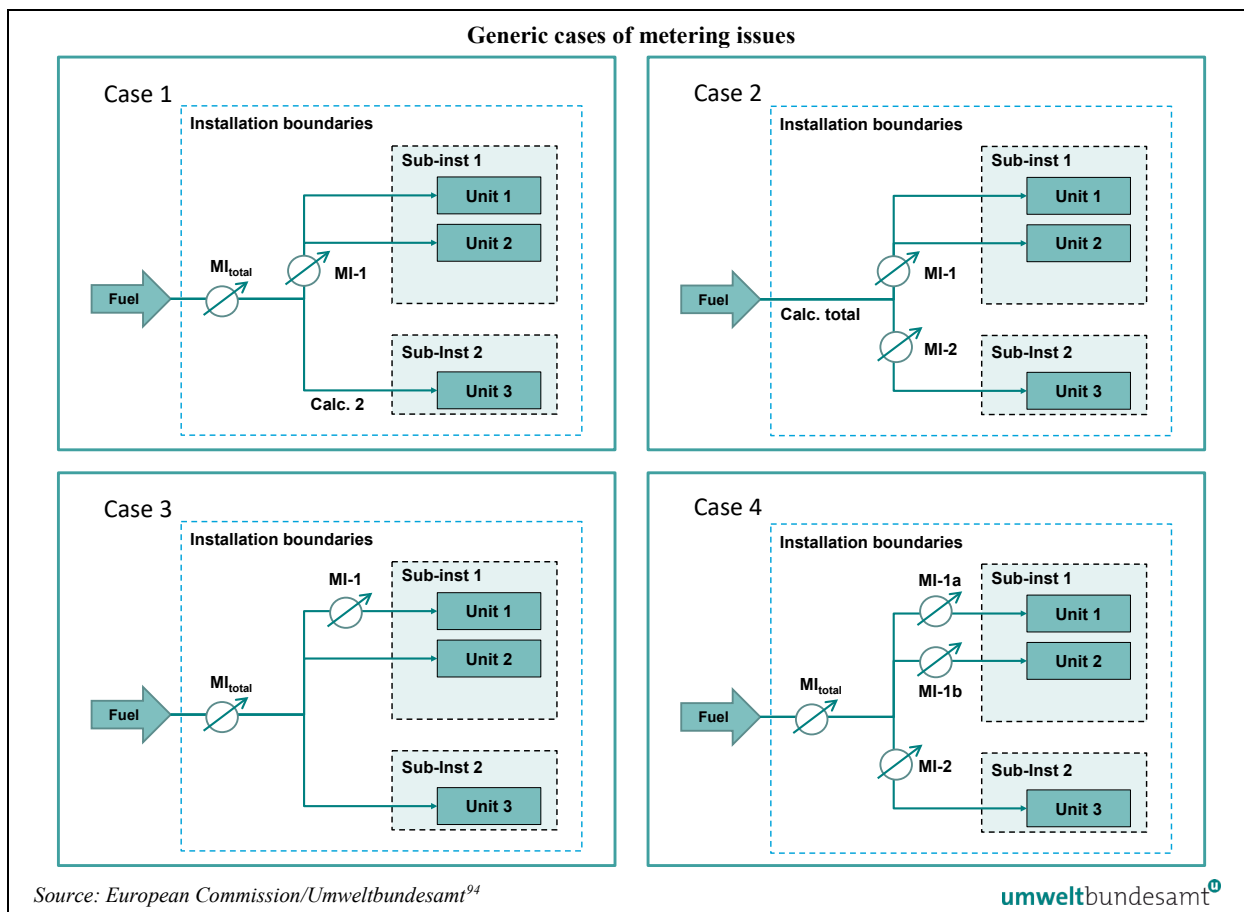 Generic cases of metering issues
Case 1
Installation boundaries
Sub-inst 1
Unit 1
Unit 2
MI-1
MItotal
Fuel
Sub-Inst 2
Unit 3
Calc. 2
Case 2
Installation boundaries
Sub-inst 1
Unit 1
Unit 2
MI-1
Fuel
Calc. total
MI-2
Sub-Inst 2
Unit 3
Case 3
Installation boundaries
MI-1
Sub-inst 1
Unit 1
Unit 2
MItotal
Fuel
Sub-Inst 2
Unit 3
Case 4
Installation boundaries
MI-1a
Sub-inst 1
Unit 1
Unit 2
MI-1b
MItotal
Fuel
MI-2
Sub-Inst 2
Unit 3
Source: European Commission/Umweltbundesamt94
umweltbundesamtu